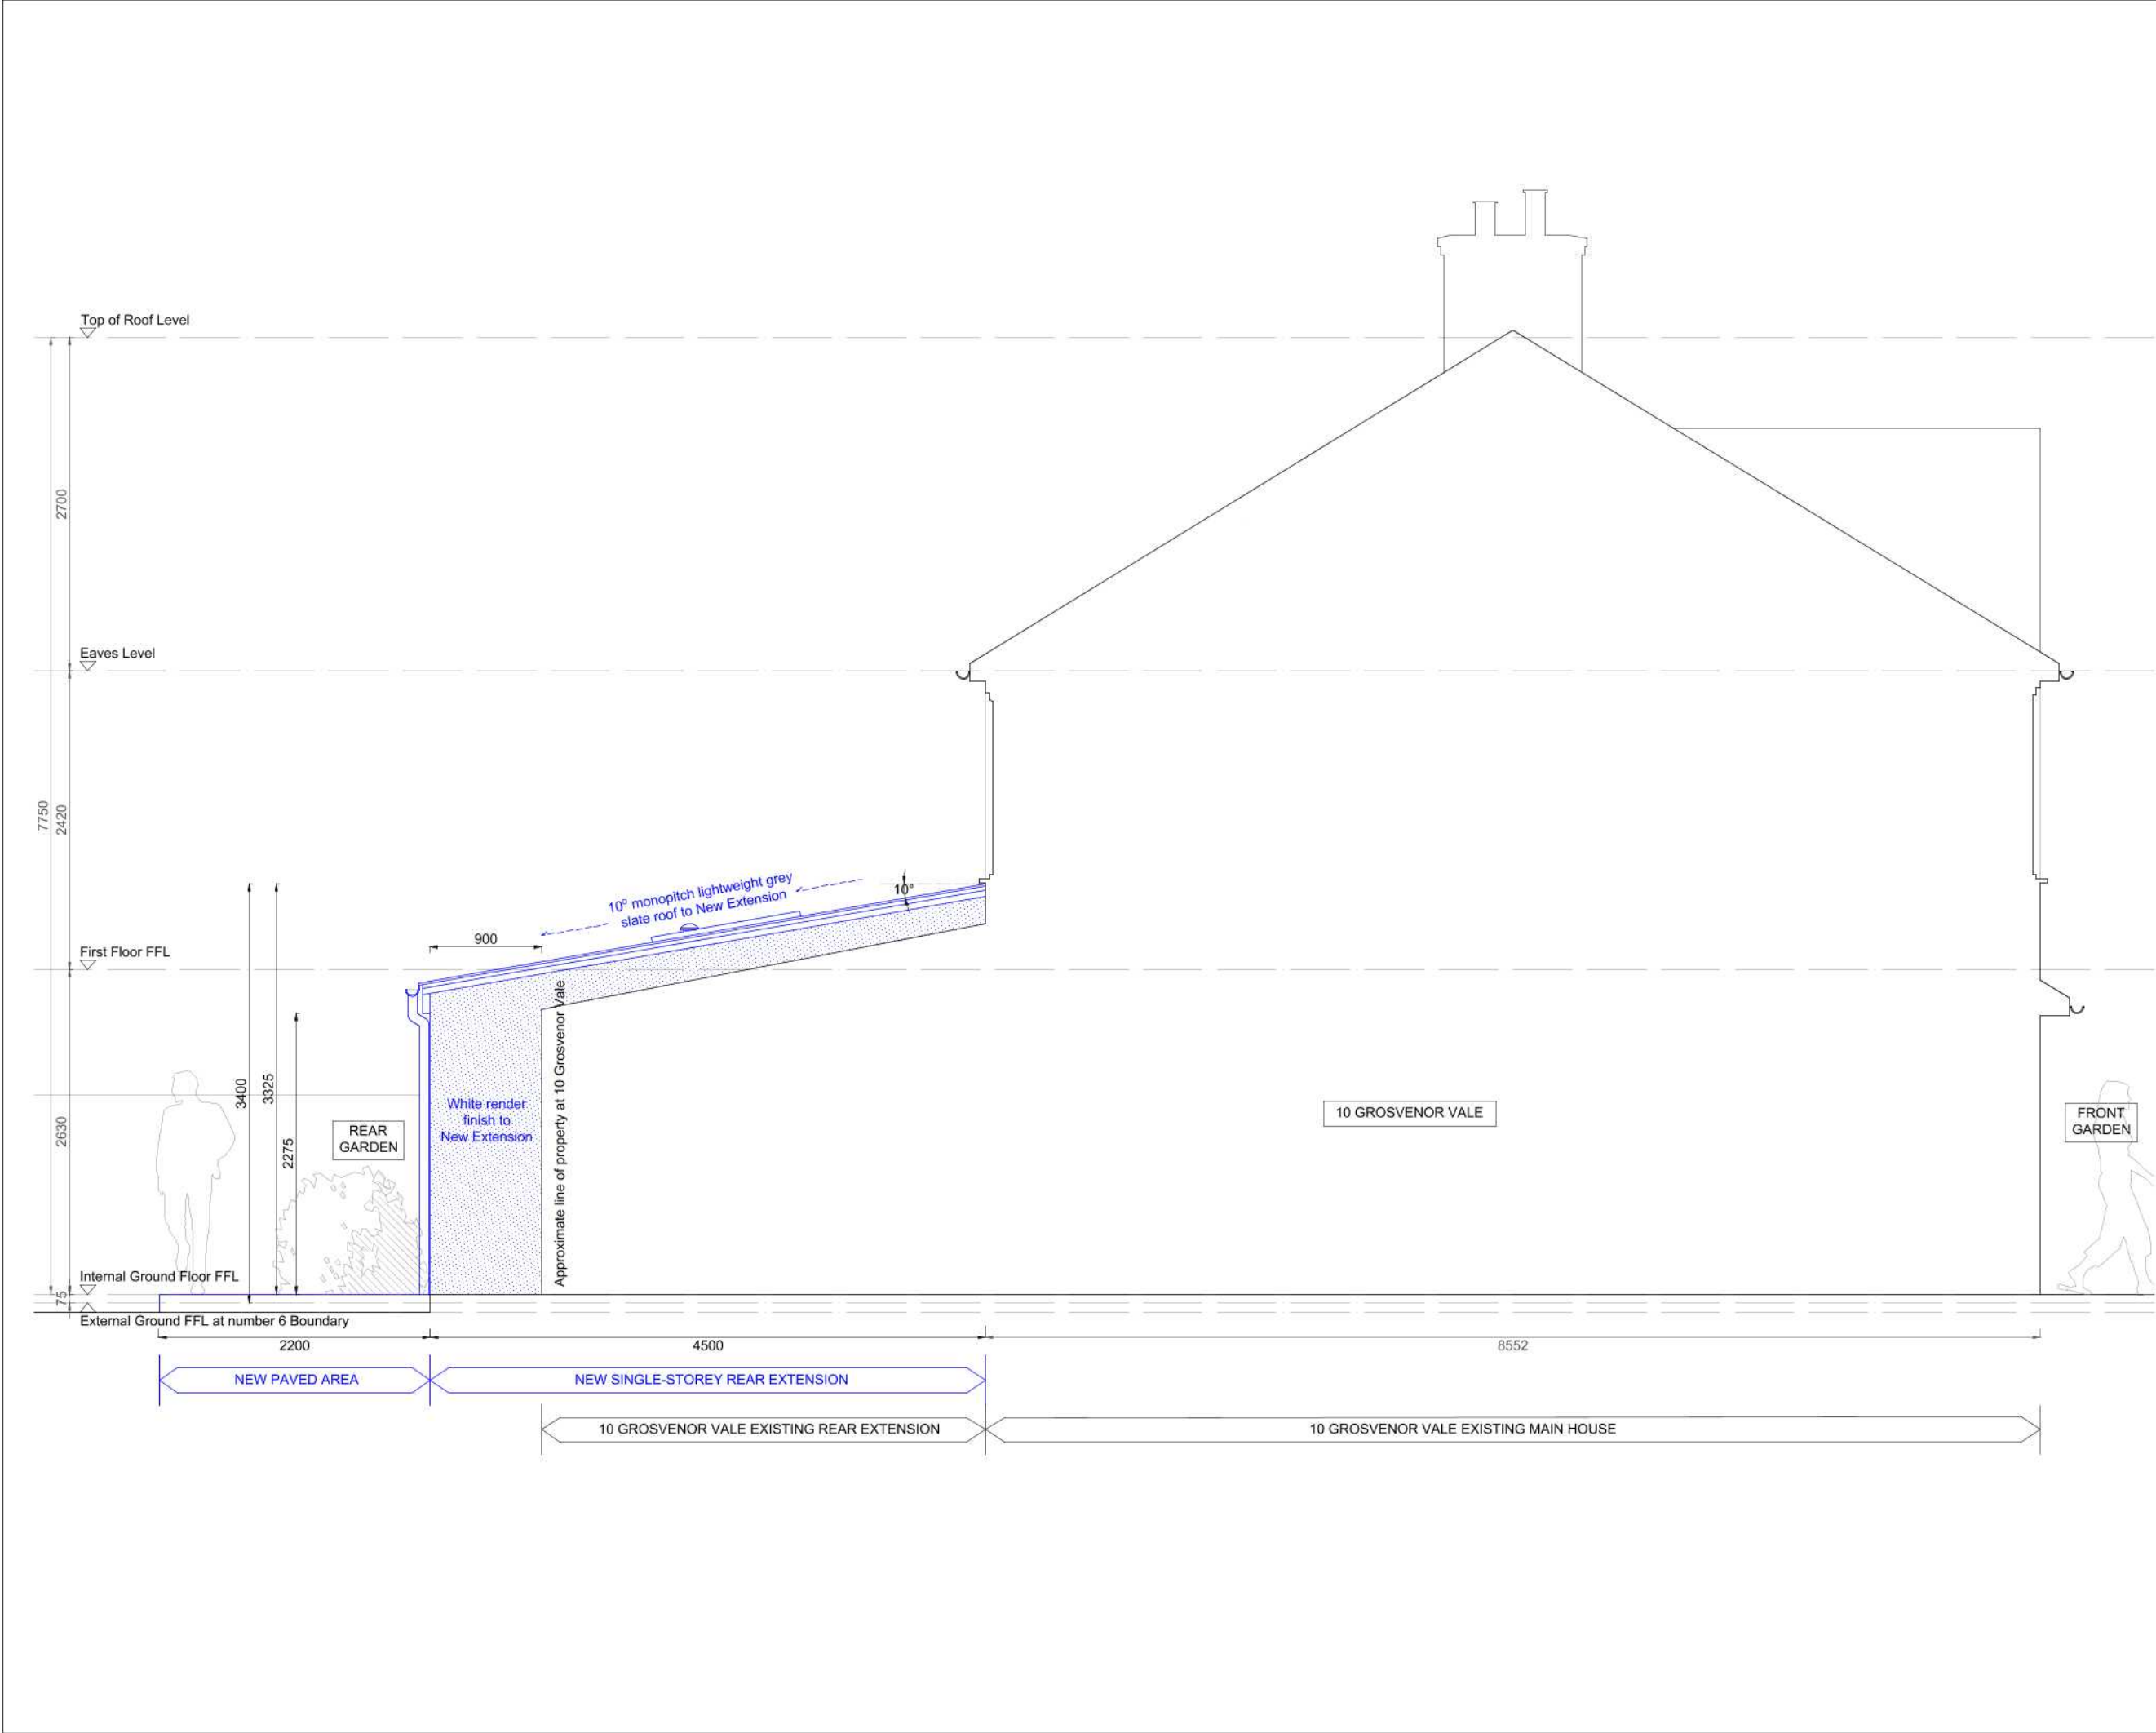 Top of Roof Level
2700
Eaves Level
7750
2420
10º monopitch lightweight grey
slate roof to New Extension
10°
900
First Floor FFL
Approximate line of property at 10 Grosvenor Vale
3400
3325
2275
2630
White render
finish to
New Extension
REAR
GARDEN
10 GROSVENOR VALE
FRONT
GARDEN
Internal Ground Floor FFL
75
External Ground FFL at number 6 Boundary
2200
4500
8552
NEW PAVED AREA
NEW SINGLE-STOREY REAR EXTENSION
10 GROSVENOR VALE EXISTING REAR EXTENSION
10 GROSVENOR VALE EXISTING MAIN HOUSE